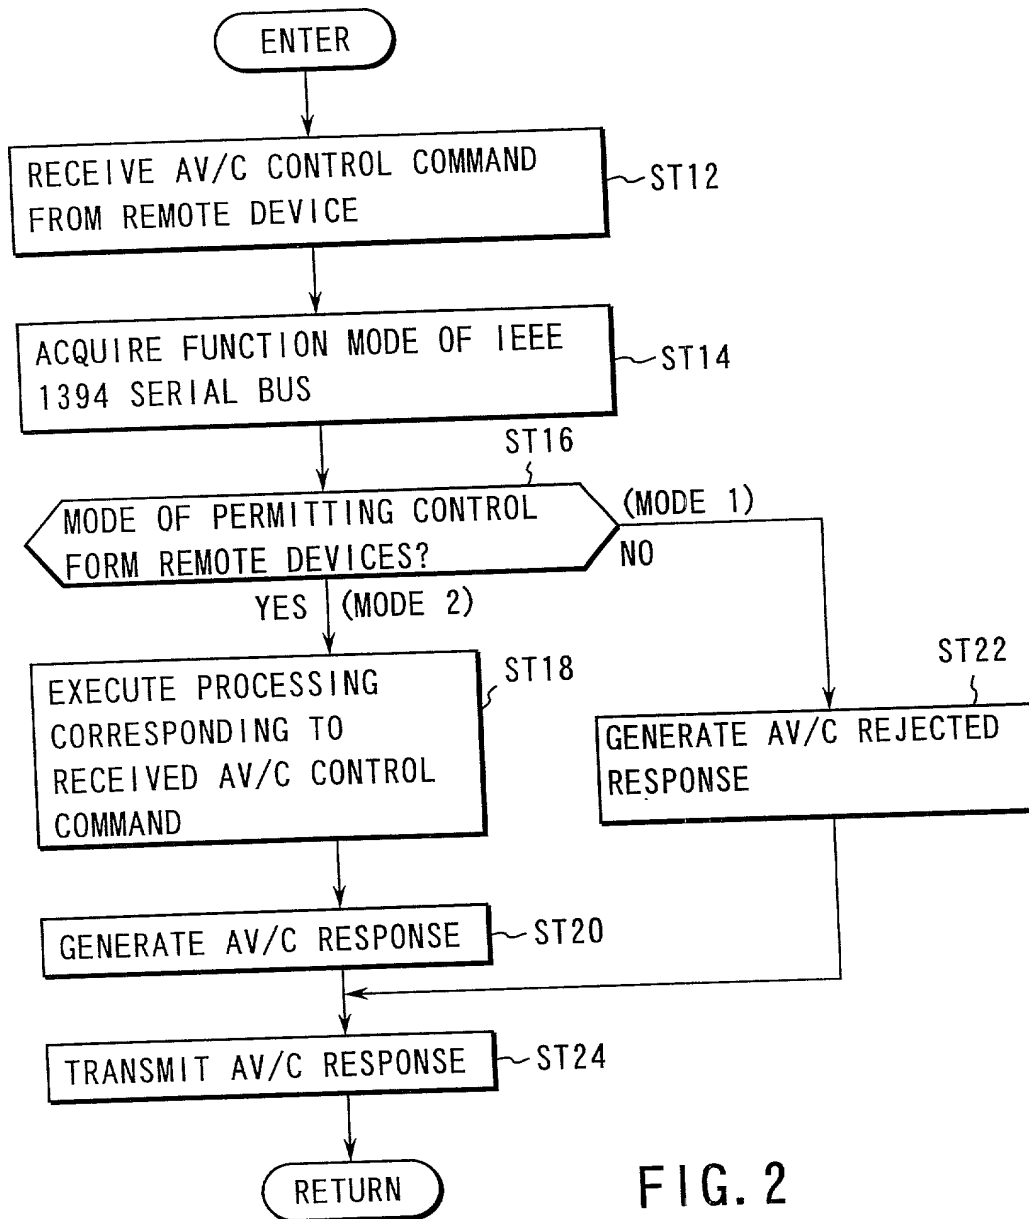 ENTER
RECEIVE AV/C CONTROL COMMAND
FROM REMOTE DEVICE
ST12
ACQUIRE FUNCTION MODE OF IEEE
1394 SERIAL BUS
ST14
ST16
MODE OF PERMITTING CONTROL
FORM REMOTE DEVICES?
(MODE 1)
NO
YES (MODE 2)
EXECUTE PROCESSING
CORRESPONDING TO
RECEIVED AV/C CONTROL
COMMAND
ST18
ST22
GENERATE AV/C REJECTED
RESPONSE
GENERATE AV/C RESPONSE
ST20
TRANSMIT AV/C RESPONSE
ST24
RETURN
FIG. 2